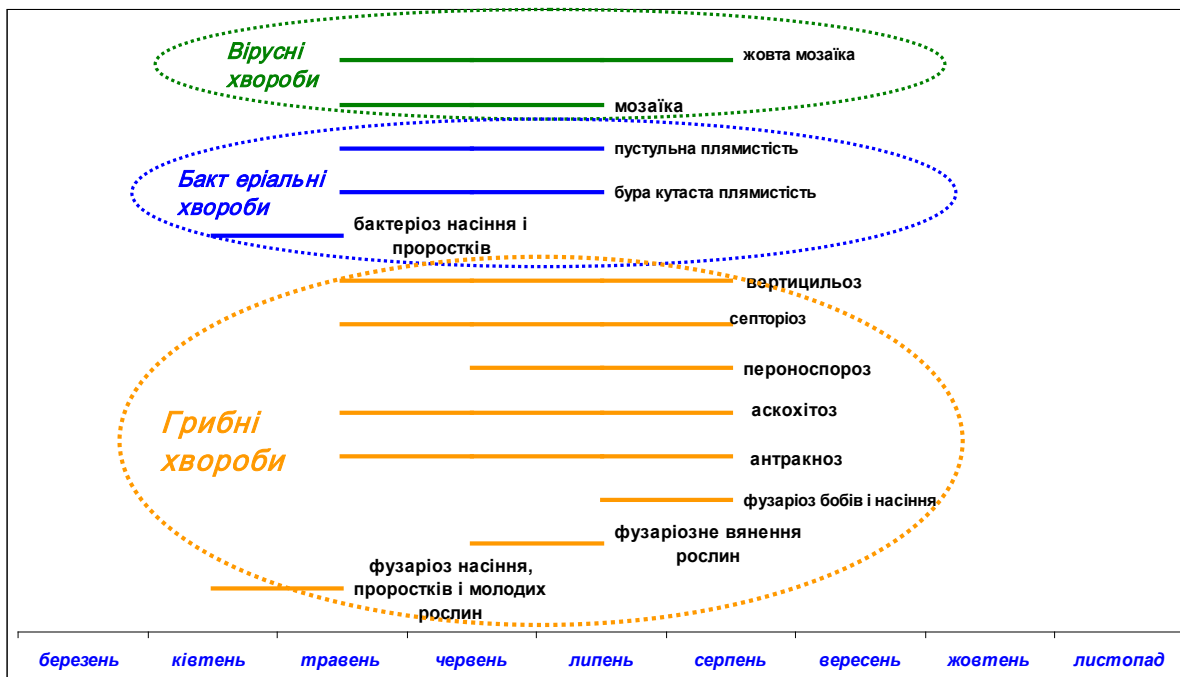 Вірусні
хвороби
жовта мозаїка
мозаїка
пустульна плямистість
Бакт еріальні
хвороби
бура кутаста плямистість
бактеріоз насіння і
проростків
вертицильоз
септоріоз
пероноспороз
аскохітоз
Грибні
хвороби
антракноз
фузаріоз бобів і насіння
фузаріозне вянення
рослин
фузаріоз насіння,
проростків і молодих
рослин
березень ківтень травень червень липень серпень вересень жовтень листопад